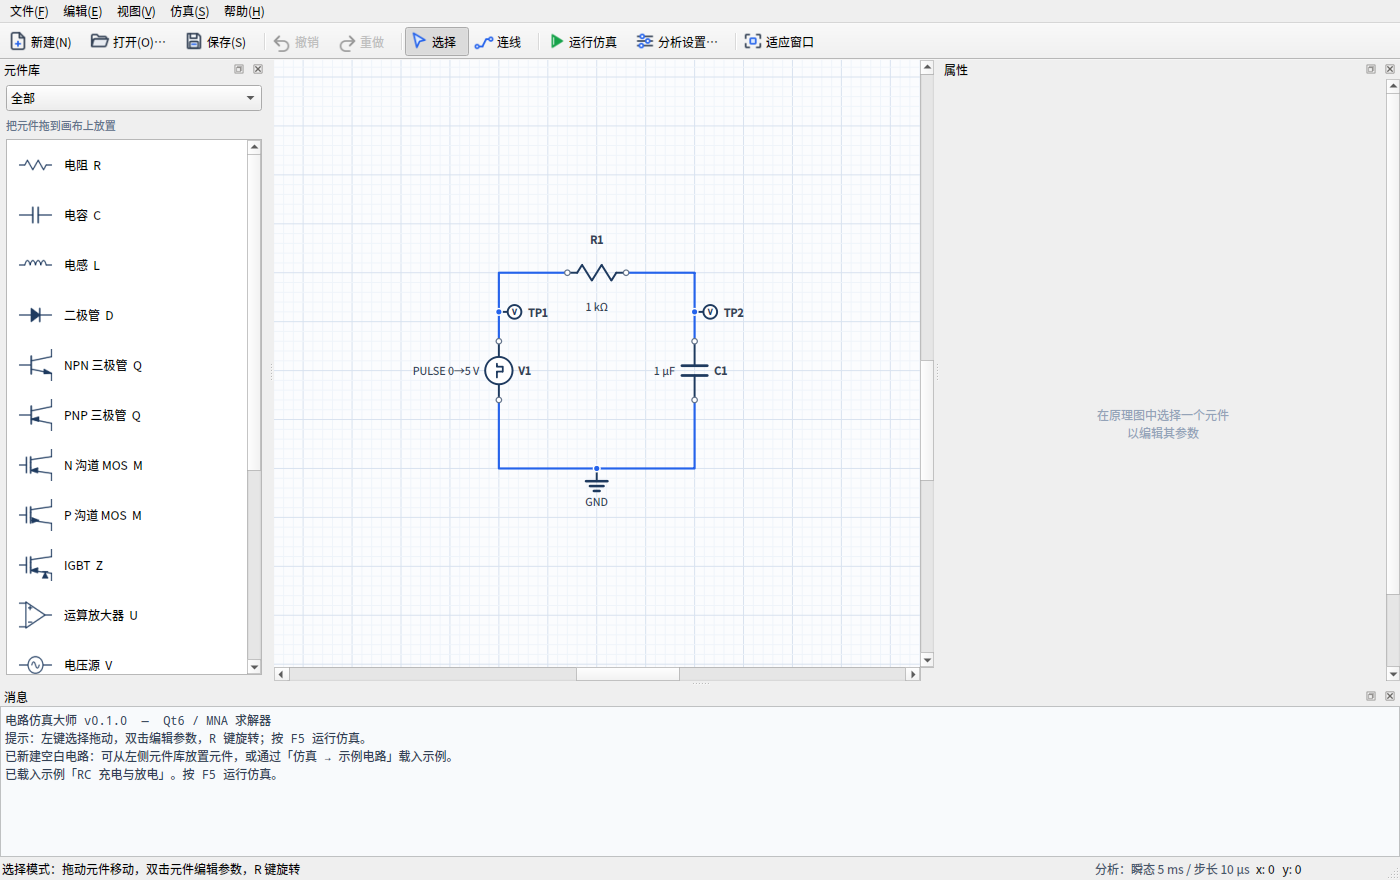 文件(F) 编辑(E) 视图(V) 仿真(S) 帮助(H)
新建(N) 打开(O)… 保存(S) 撤销 重做 选择 连线 运行仿真 分析设置… 适应窗口
元件库
全部
把元件拖到画布上放置
电阻 R
电容 C
电感 L
二极管 D
NPN 三极管 Q
PNP 三极管 Q
N 沟道 MOS M
P 沟道 MOS M
IGBT Z
运算放大器 U
电压源 V
R1
1 kΩ
V TP1
V TP2
PULSE 0→5 V V1
1 µF C1
GND
属性
在原理图中选择一个元件
以编辑其参数
消息
电路仿真大师 v0.1.0 — Qt6 / MNA 求解器
提示: 左键选择拖动，双击编辑参数，R 键旋转; 按 F5 运行仿真。
已新建空白电路: 可从左侧元件库放置元件，或通过「仿真 → 示例电路」载入示例。
已载入示例「RC 充电与放电」。按 F5 运行仿真。
选择模式: 拖动元件移动，双击元件编辑参数，R 键旋转
分析: 瞬态 5 ms / 步长 10 µs x: 0 y: 0